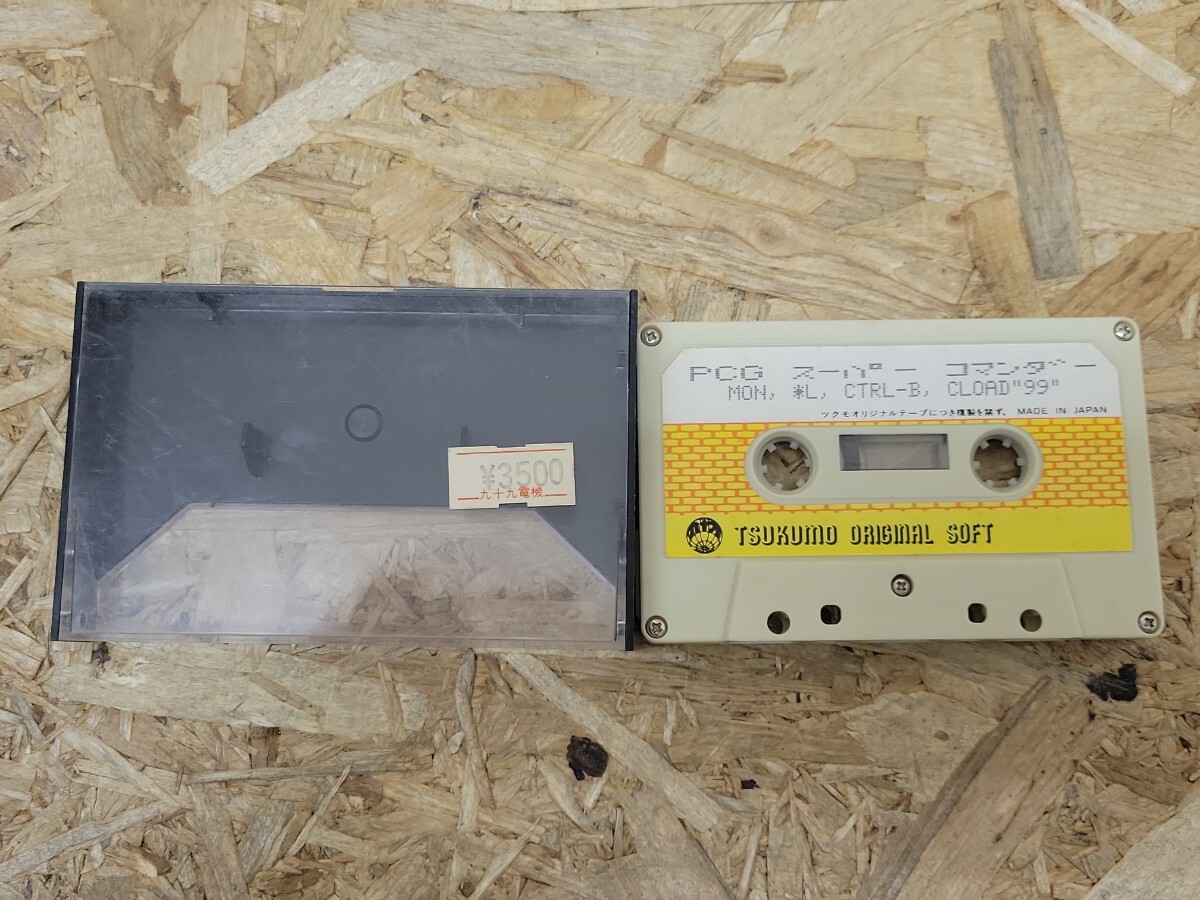 ¥3500
九十九電機
PCG スーパー コマンダー
MON, *L, CTRL-B, CLOAD"99"
ツクモオリジナルテープにつき複製を禁ず。 MADE IN JAPAN
TSUKUMO ORIGINAL SOFT